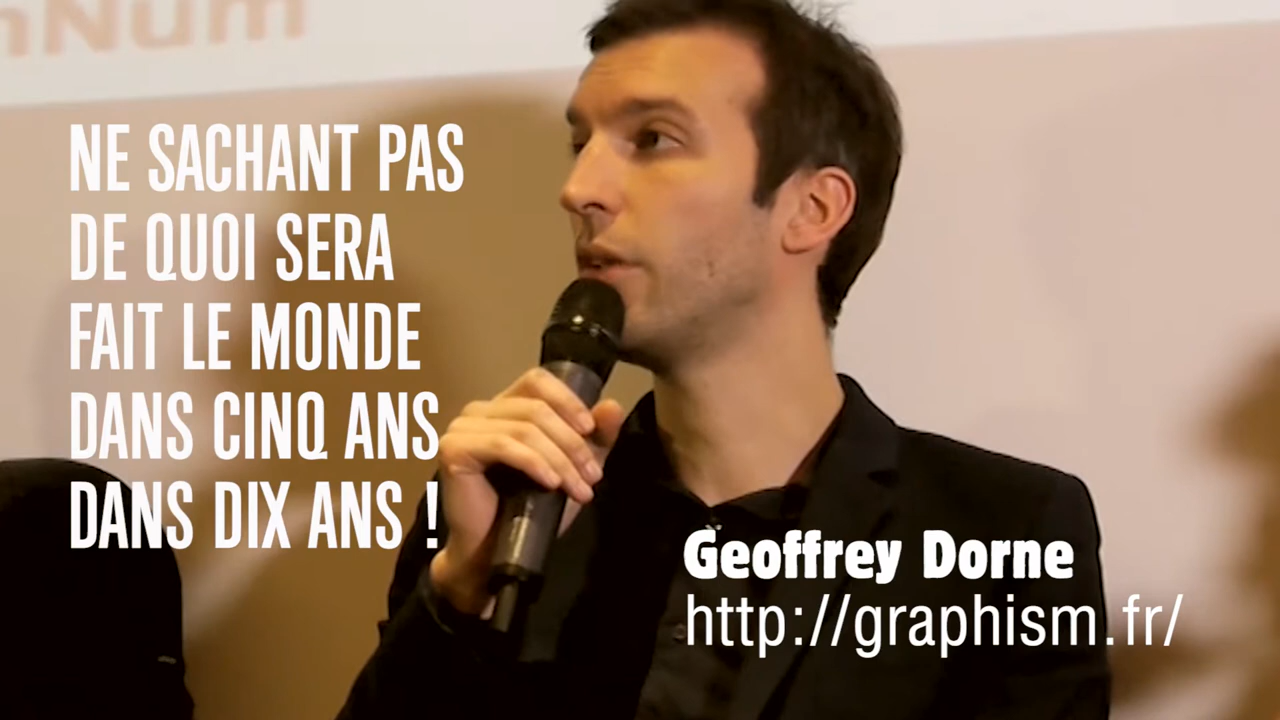 mNum
NE SACHANT PAS
DE QUOI SERA
FAIT LE MONDE
DANS CINQ ANS
DANS DIX ANS !
Geoffrey Dorne
http://graphism.fr/